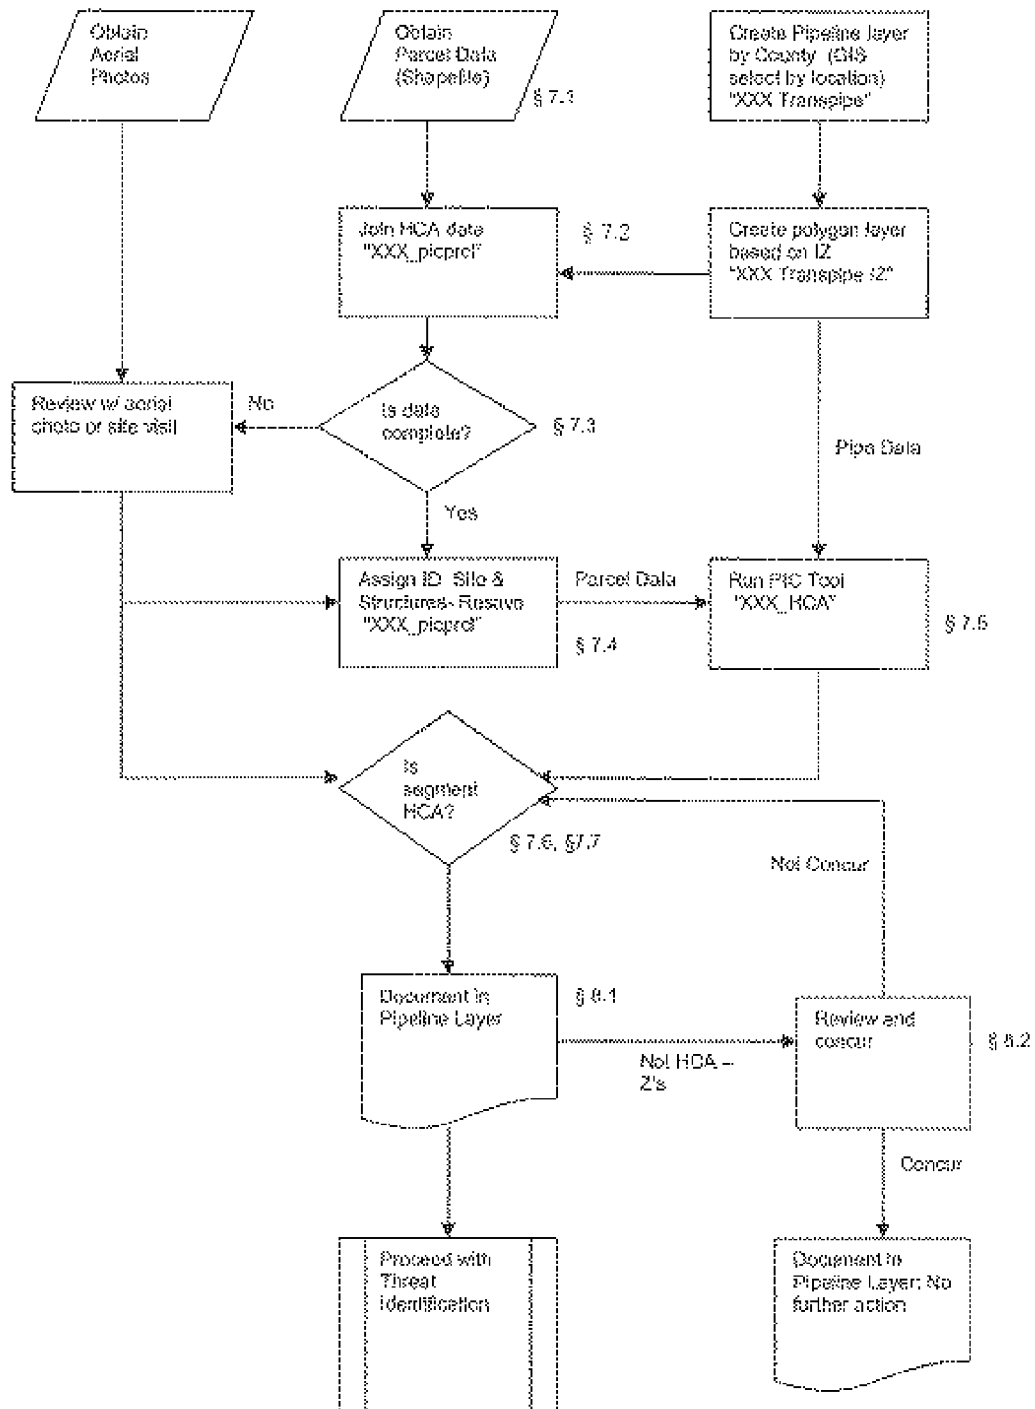 Obtain
Aerial
Photos
Obtain
Parcel Data
(Shapefile)
§ 7.1
Create Pipeline layer
by County (GIS
select by location)
"XXX Transpipe"
Join HCA data
"XXX_picprcl"
§ 7.2
Create polygon layer
based on IZ
"XXX Transpipe IZ"
Review w/ aerial
photo or site visit
No
Is data
complete?
§ 7.3
Pipe Data
Yes
Assign ID Site &
Structures- Resave
"XXX_picprcl"
Parcel Data
§ 7.4
Run PIC Tool
"XXX_HCA"
§ 7.5
Is
segment
HCA?
§ 7.6, §7.7
Not Concur
Document in
Pipeline Layer
§ 8.1
Not HCA –
Z's
Review and
concur
§ 8.2
Concur
Proceed with
Threat
Identification
Document in
Pipeline Layer: No
further action